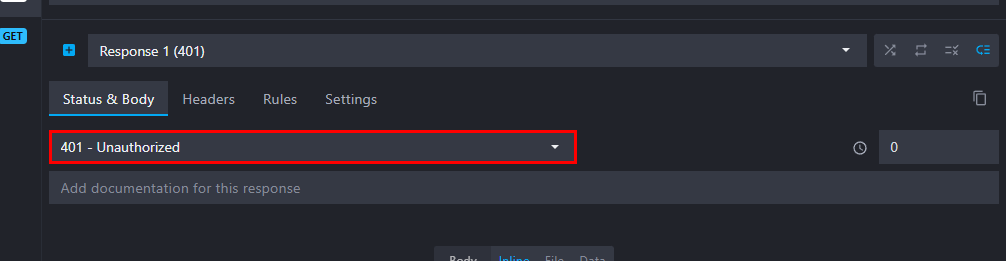 GET
Response 1 (401)
Status & Body Headers Rules Settings
401 - Unauthorized 0
Add documentation for this response
Body Inline File Data